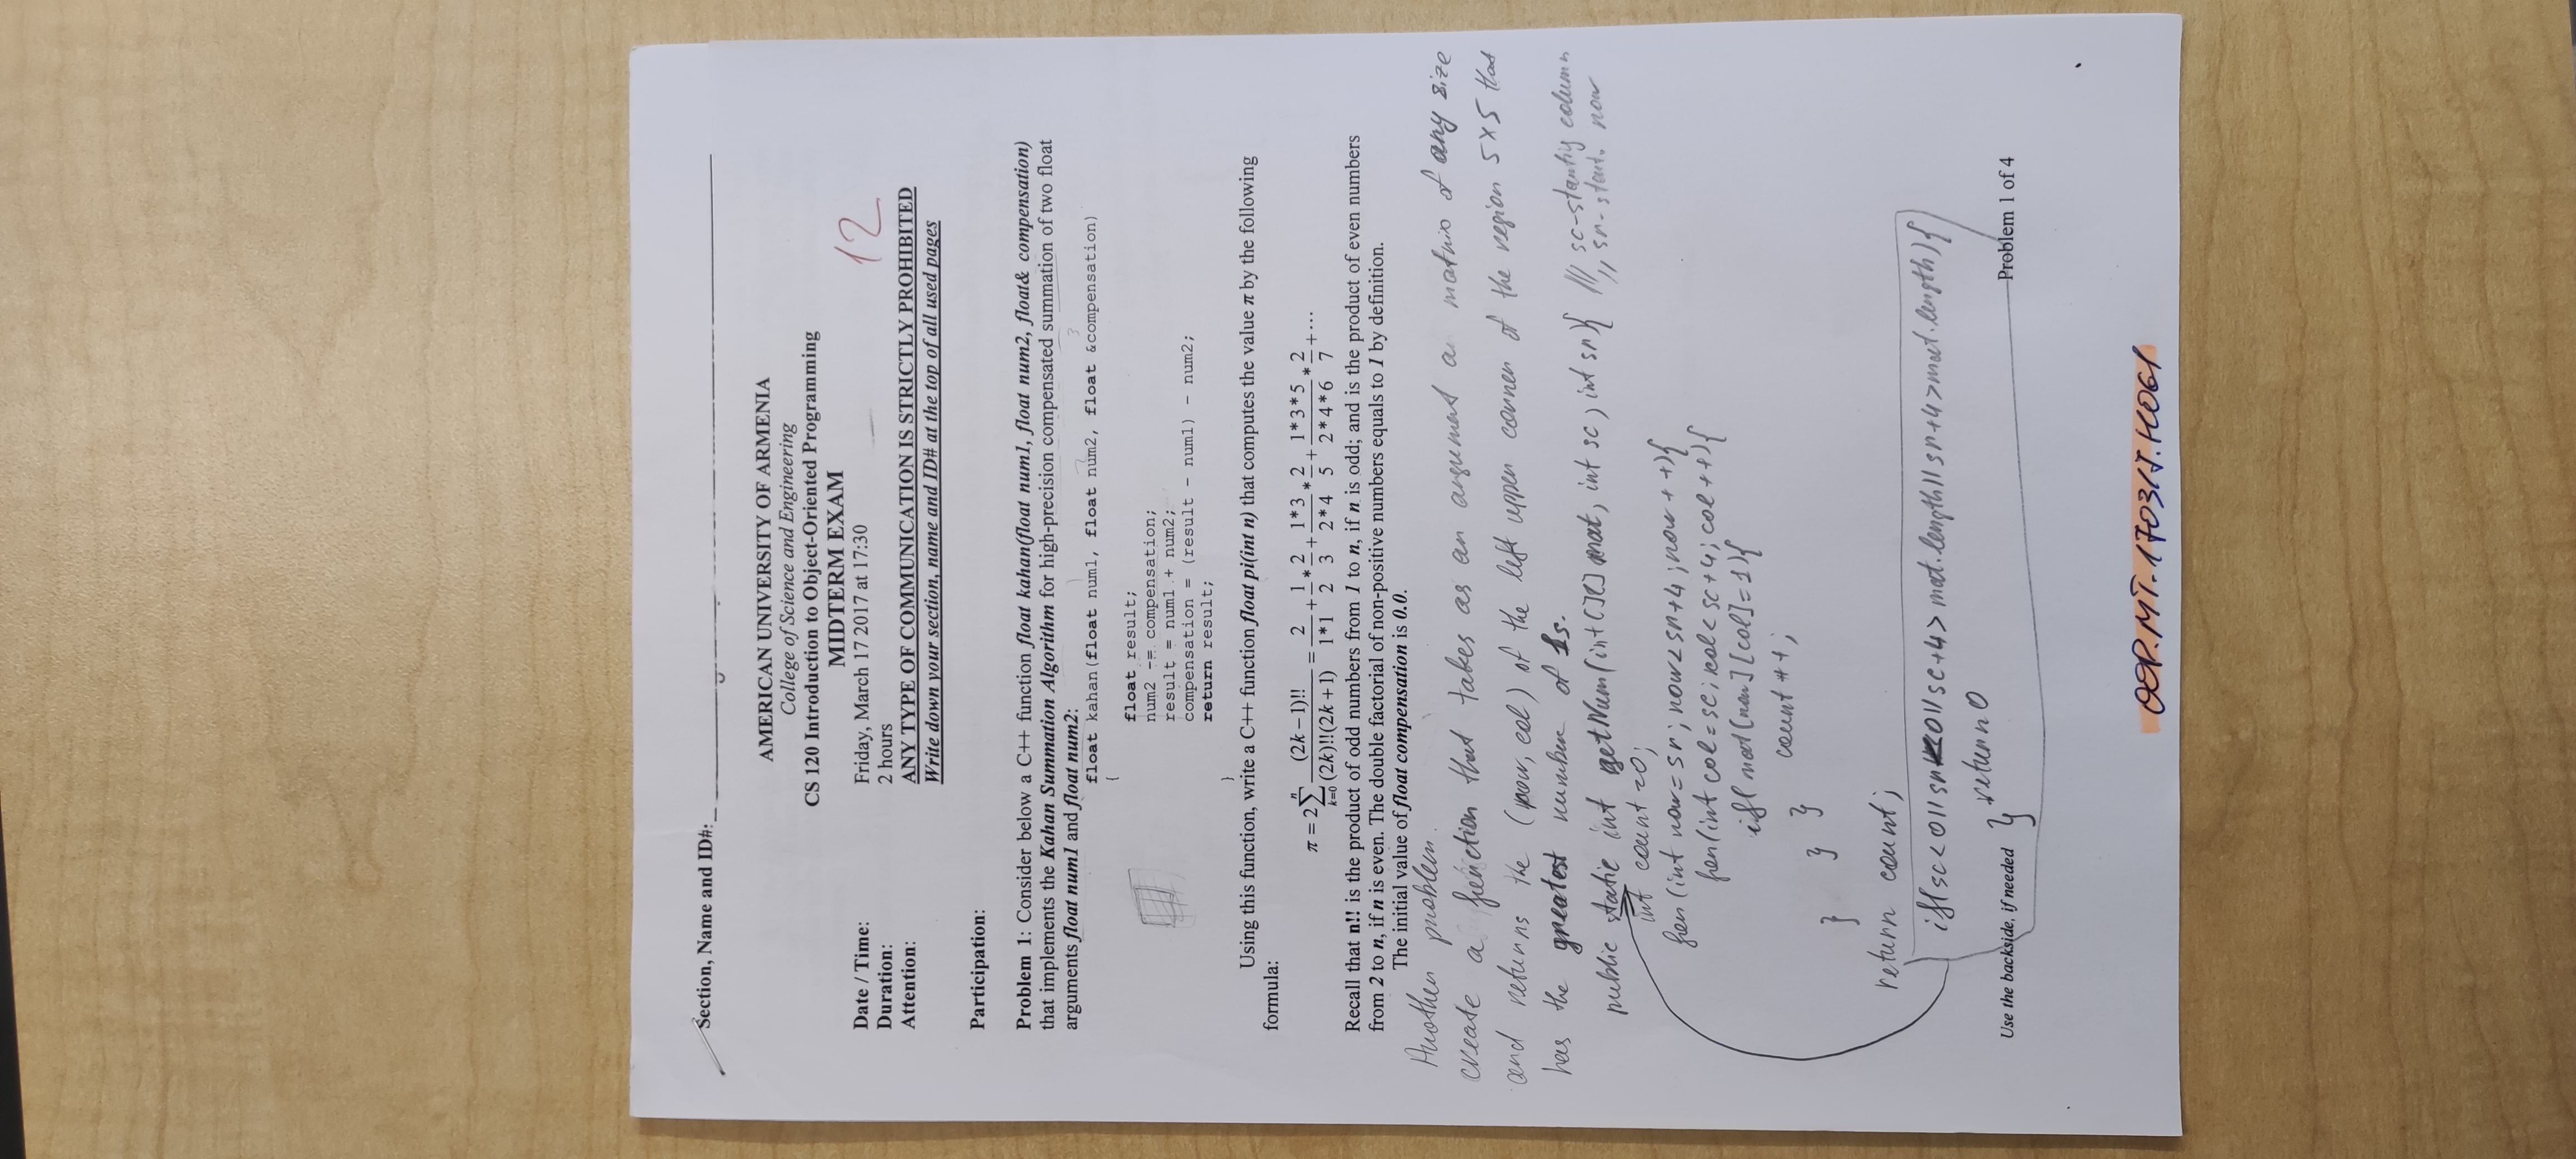 Section, Name and ID#:
AMERICAN UNIVERSITY OF ARMENIA
College of Science and Engineering
CS 120 Introduction to Object-Oriented Programming
MIDTERM EXAM
Date / Time: Friday, March 17 2017 at 17:30
Duration: 2 hours
Attention: ANY TYPE OF COMMUNICATION IS STRICTLY PROHIBITED
Write down your section, name and ID# at the top of all used pages
12
Participation:
Problem 1: Consider below a C++ function float kahan(float num1, float num2, float& compensation)
that implements the Kahan Summation Algorithm for high-precision compensated summation of two float
arguments float num1 and float num2:
float kahan(float num1, float num2, float &compensation)
{
float result;
num2 -= compensation;
result = num1 + num2;
compensation = (result - num1) - num2;
return result;
}
Using this function, write a C++ function float pi(int n) that computes the value π by the following
formula:
π = 2 ∑_{k=0}^{n} (2k−1)!! / (2k)!!(2k+1) = 2/1*1 + 1/2 * 2/3 + 1*3/2*4 * 2/5 + 1*3*5/2*4*6 * 2/7 + …
Recall that n!! is the product of odd numbers from 1 to n, if n is odd; and is the product of even numbers
from 2 to n, if n is even. The double factorial of non-positive numbers equals to 1 by definition.
The initial value of float compensation is 0.0.
Another problem.
create a function that takes as an argument a matrix of any size
and returns the (row, col) of the left upper corner of the region 5×5 that
has the greatest number of 1s.
public static int getNum(int[][] mat, int sc, int sr){ /// sc-starting column
// sr-start. row
int count=0;
for(int row=sr; row<sr+4; row++){
for(int col=sc; col<sc+4; col++){
if(mat[row][col]=1){
count++;
}
}
}
return count;
if(sc<0||sr<0||sc+4>mat.length||sr+4>mat.length){
return 0
}
Use the backside, if needed
Problem 1 of 4
OOP.MT.170317.K061